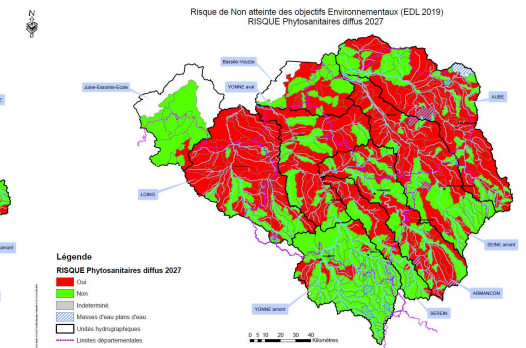 Risque de Non atteinte des objectifs Environnementaux (EDL 2019)
RISQUE Phytosanitaires diffus 2027
N
Bassée-Voulzie
YONNE aval
Juine-Essonne-Ecole
AUBE
LOING
SEINE amont
amont
ARMANCON
SEREIN
YONNE amont
Légende
RISQUE Phytosanitaires diffus 2027
Oui
Non
Indeterminé
Masses d'eau plans d'eau
Unités hydrographiques
Limites départementales
0 5 10 20 30 40
Kilomètres